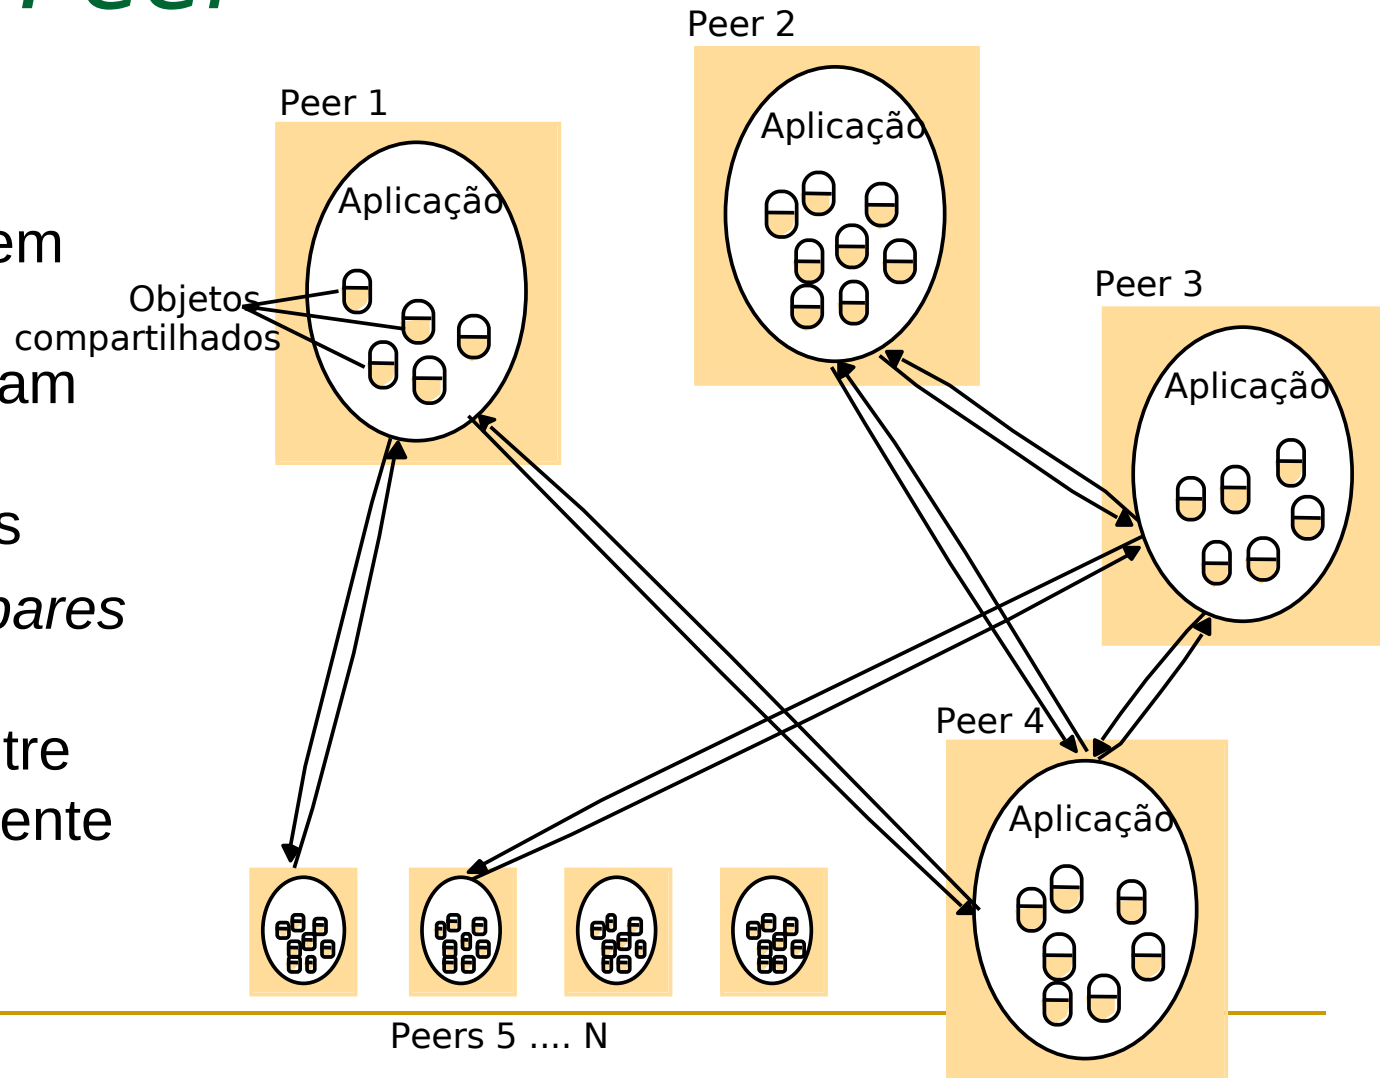 Peer
Peer 2
Peer 1
Aplicação
Aplicação
em
Objetos
compartilhados
Peer 3
am
Aplicação
s
pares
Peer 4
tre
ente
Aplicação
Peers 5 .... N